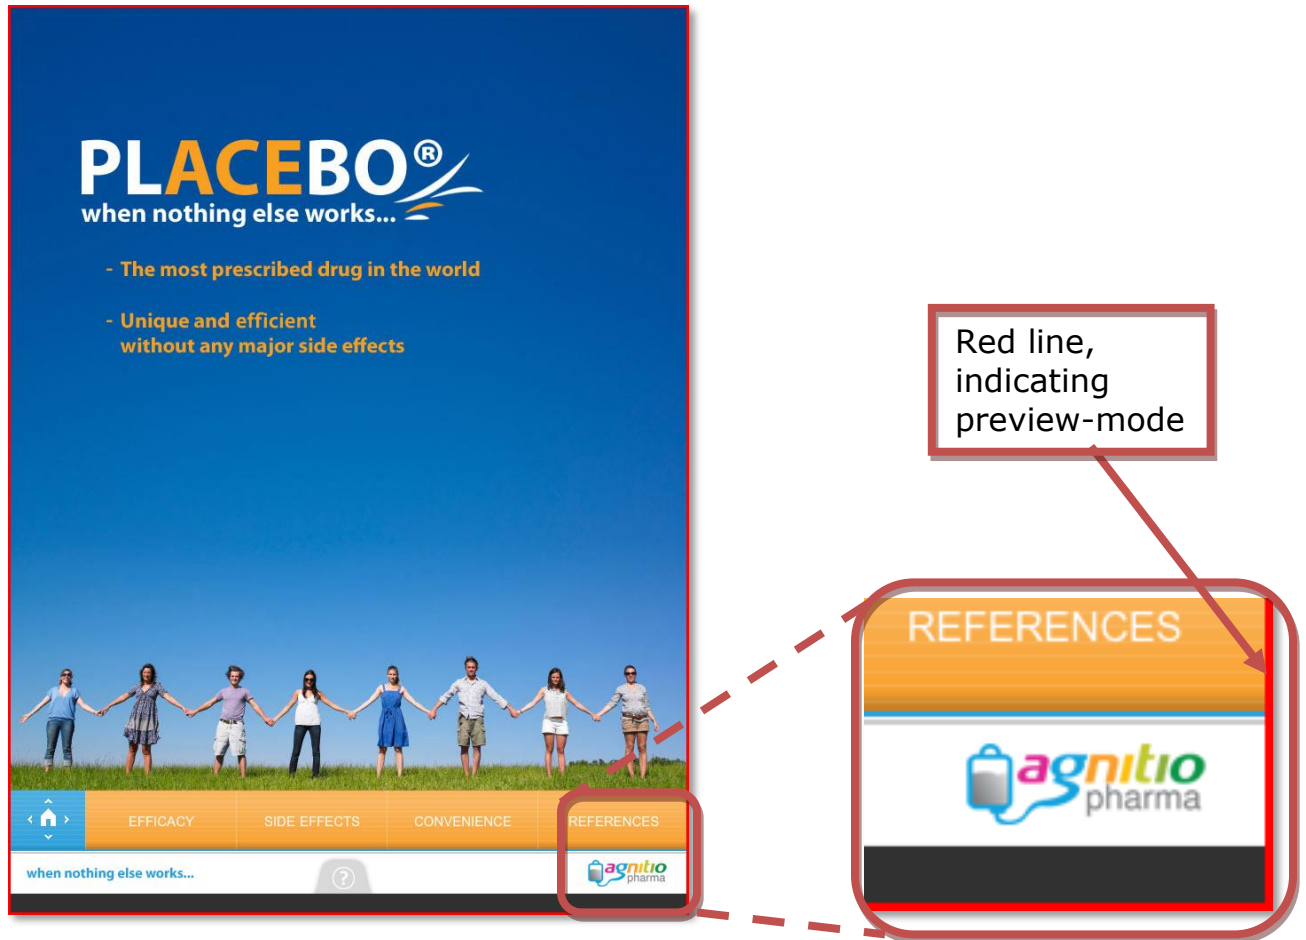 PLACEBO®
when nothing else works...
- The most prescribed drug in the world
- Unique and efficient
without any major side effects
EFFICACY SIDE EFFECTS CONVENIENCE REFERENCES
when nothing else works...
?
agnitio
pharma
Red line,
indicating
preview-mode
REFERENCES
agnitio
pharma